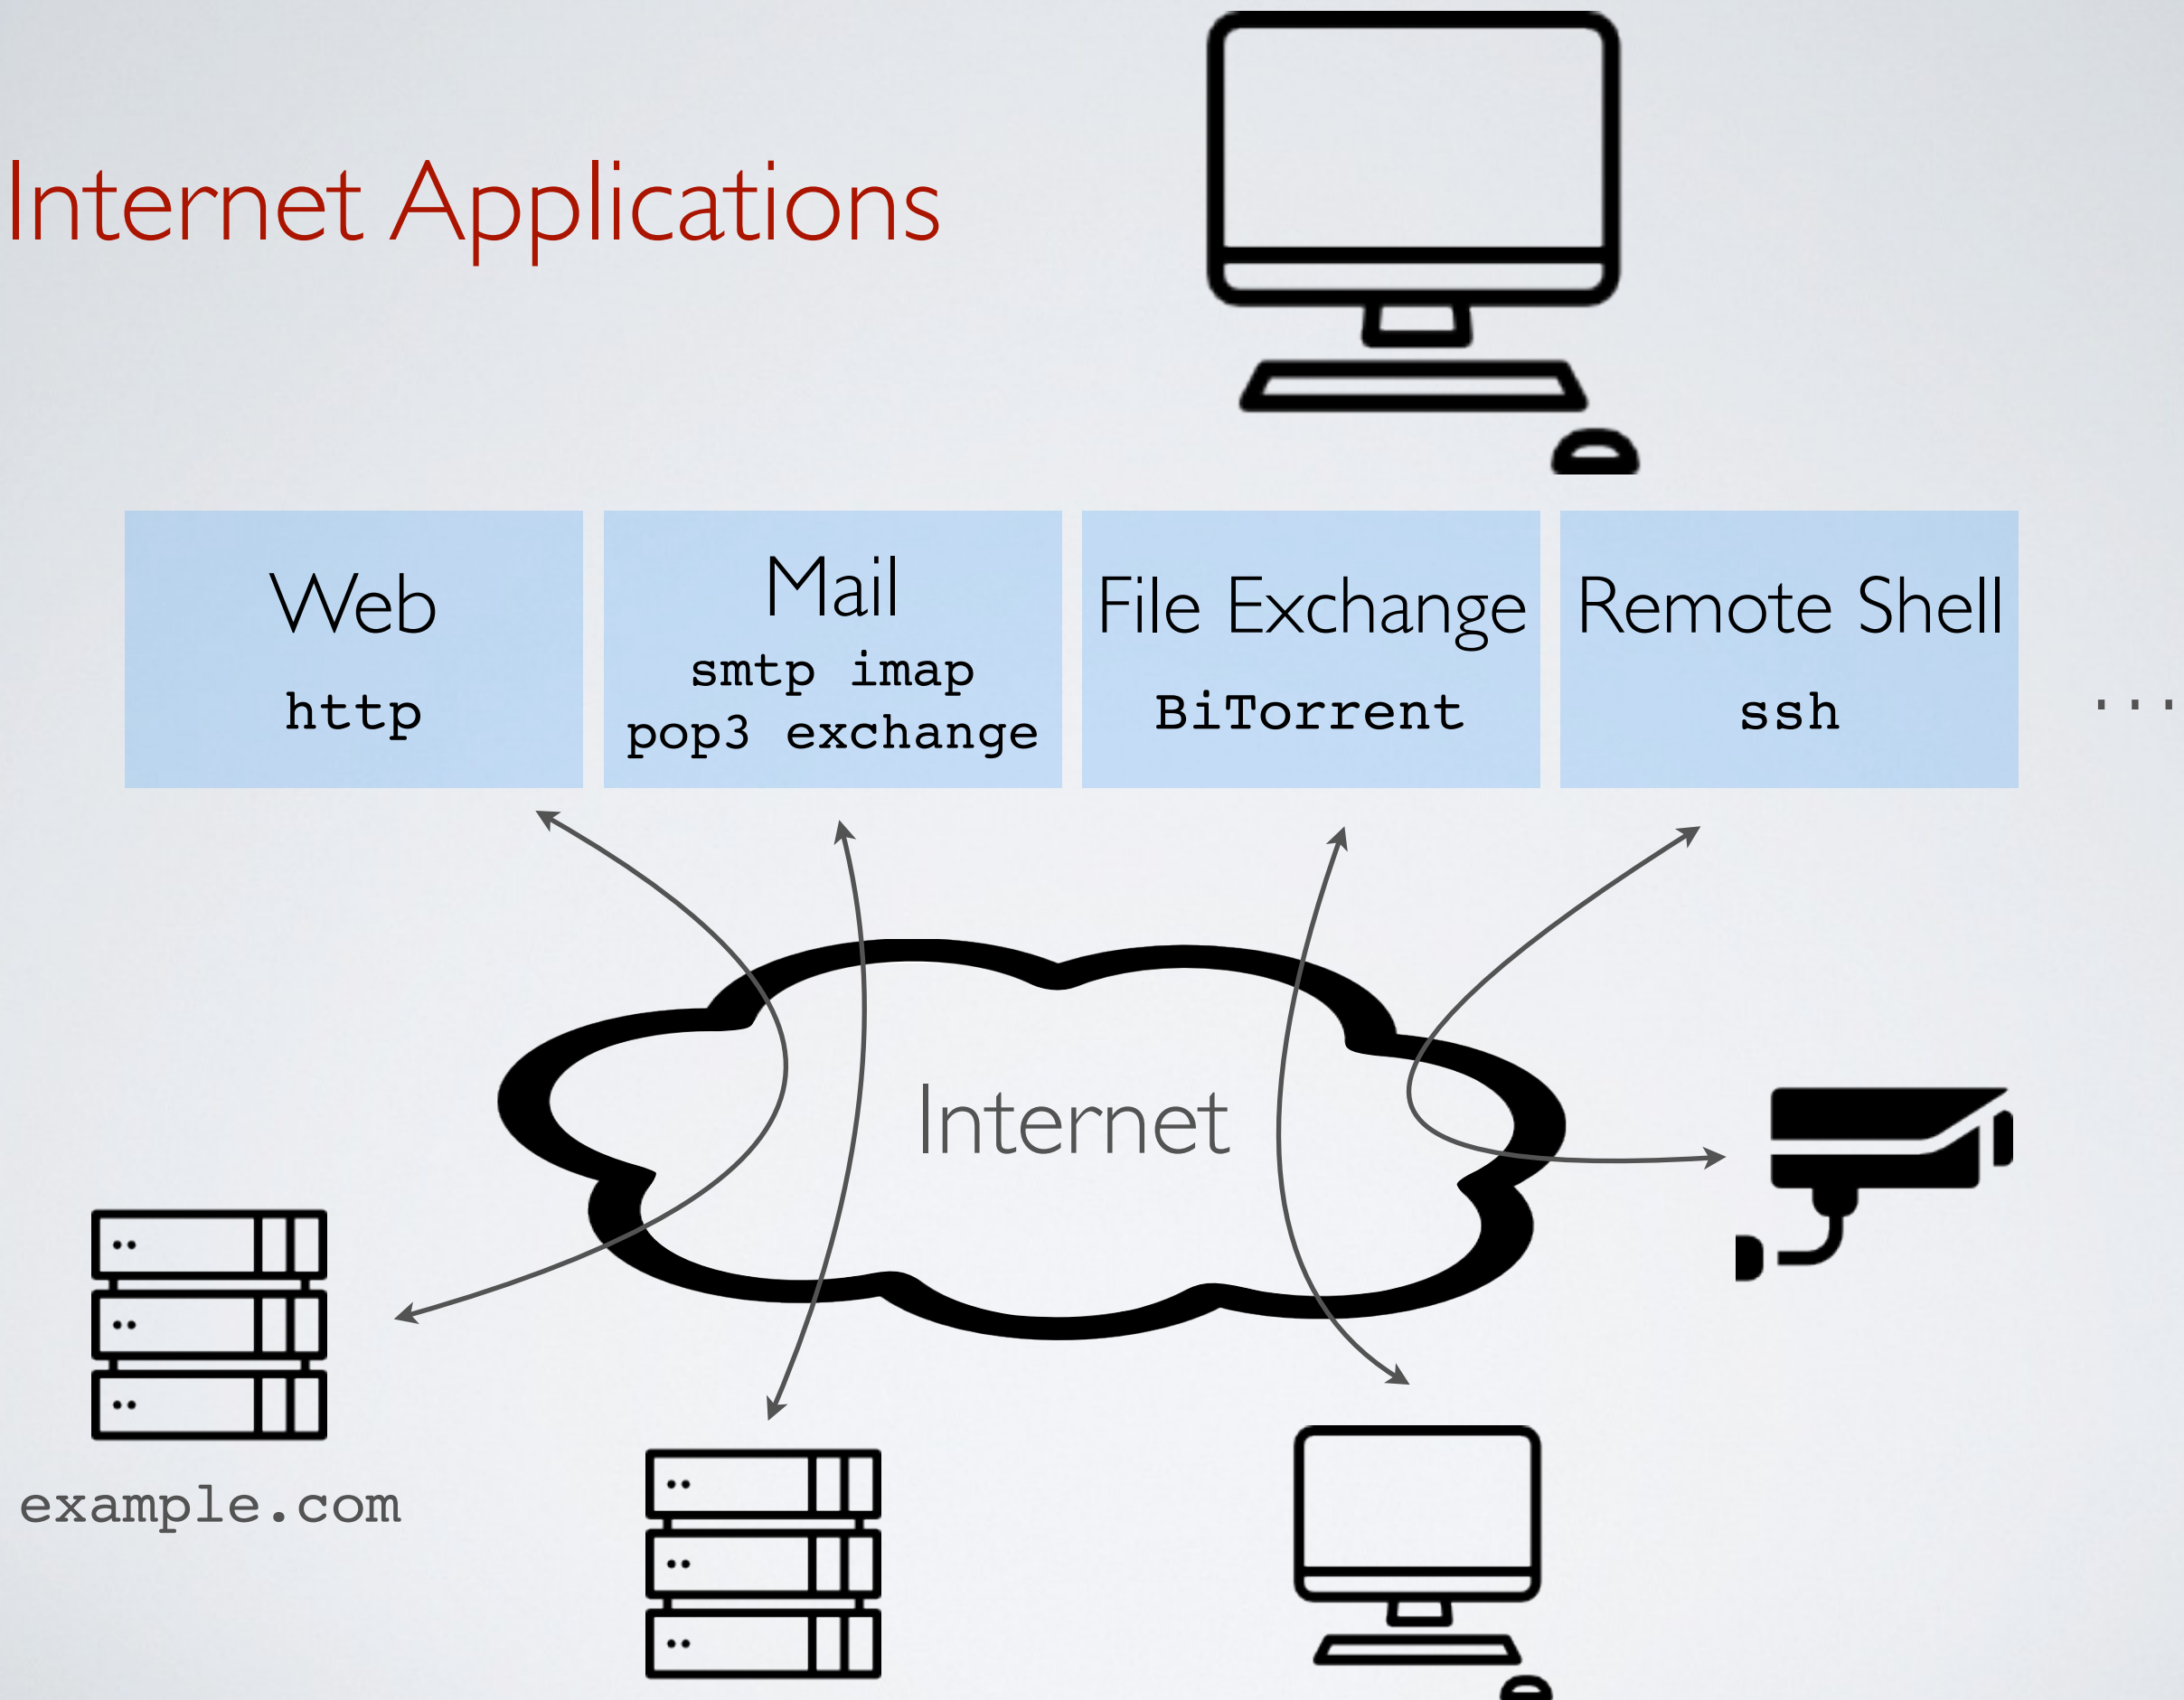 Internet Applications
Web
http
Mail
smtp imap
pop3 exchange
File Exchange
BiTorrent
Remote Shell
ssh
...
Internet
example.com